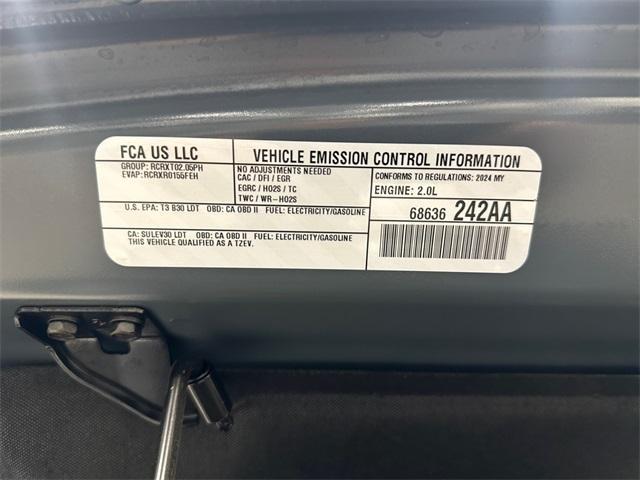 FCA US LLC
GROUP: RCRXT02.05PH
EVAP: RCRXR0155FEH
VEHICLE EMISSION CONTROL INFORMATION
NO ADJUSTMENTS NEEDED
CAC / DFI / EGR
EGRC / HO2S / TC
TWC / WR-HO2S
CONFORMS TO REGULATIONS: 2024 MY
ENGINE: 2.0L
U.S. EPA: T3 B30 LDT OBD: CA OBD II FUEL: ELECTRICITY/GASOLINE
68636 242AA
CA: SULEV30 LDT OBD: CA OBD II FUEL: ELECTRICITY/GASOLINE
THIS VEHICLE QUALIFIED AS A TZEV.